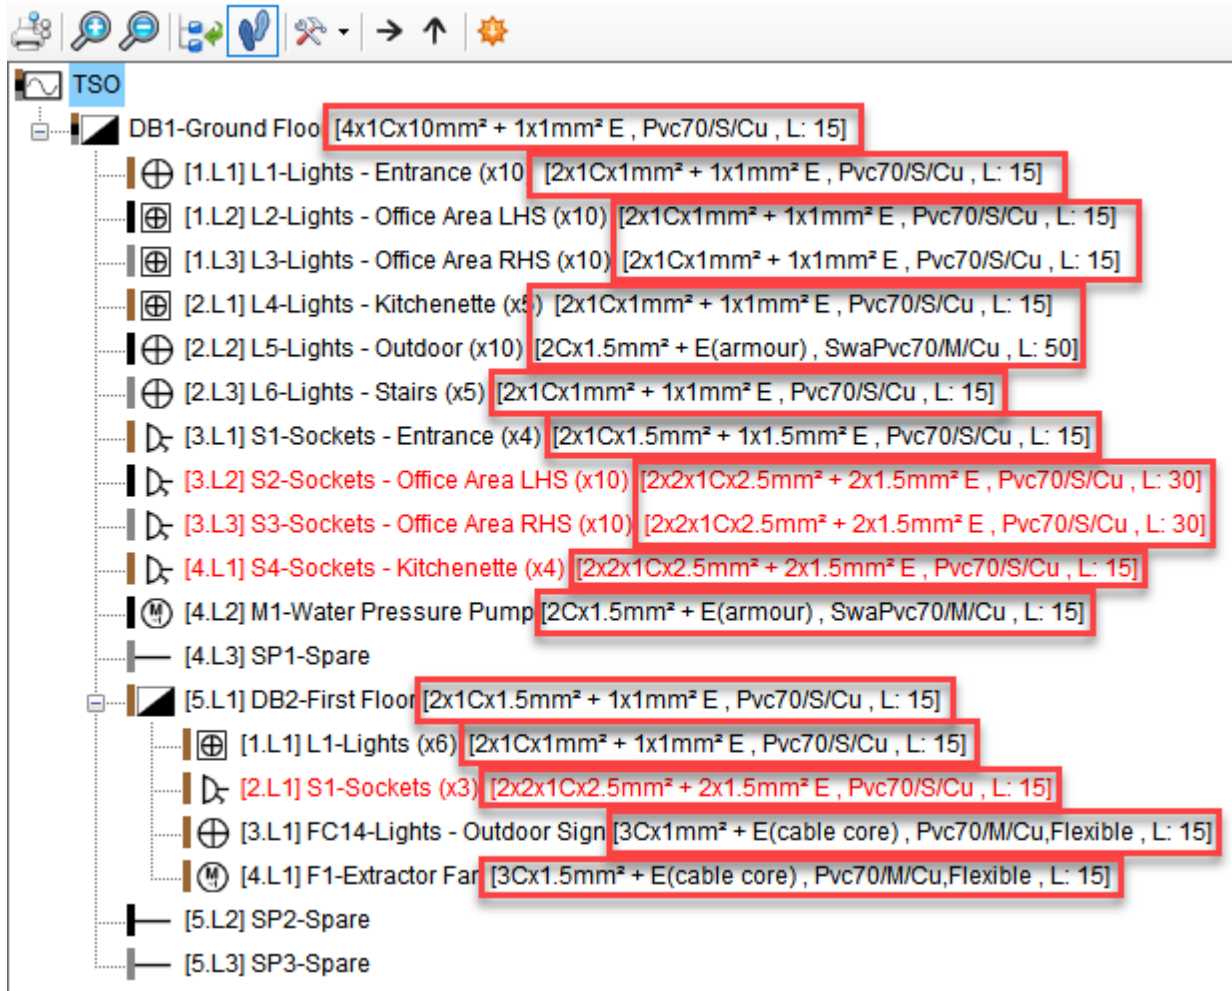 TSO
DB1-Ground Floor [4x1Cx10mm² + 1x1mm² E , Pvc70/S/Cu , L: 15]
[1.L1] L1-Lights - Entrance (x10) [2x1Cx1mm² + 1x1mm² E , Pvc70/S/Cu , L: 15]
[1.L2] L2-Lights - Office Area LHS (x10) [2x1Cx1mm² + 1x1mm² E , Pvc70/S/Cu , L: 15]
[1.L3] L3-Lights - Office Area RHS (x10) [2x1Cx1mm² + 1x1mm² E , Pvc70/S/Cu , L: 15]
[2.L1] L4-Lights - Kitchenette (x5) [2x1Cx1mm² + 1x1mm² E , Pvc70/S/Cu , L: 15]
[2.L2] L5-Lights - Outdoor (x10) [2Cx1.5mm² + E(armour) , SwaPvc70/M/Cu , L: 50]
[2.L3] L6-Lights - Stairs (x5) [2x1Cx1mm² + 1x1mm² E , Pvc70/S/Cu , L: 15]
[3.L1] S1-Sockets - Entrance (x4) [2x1Cx1.5mm² + 1x1.5mm² E , Pvc70/S/Cu , L: 15]
[3.L2] S2-Sockets - Office Area LHS (x10) [2x2x1Cx2.5mm² + 2x1.5mm² E , Pvc70/S/Cu , L: 30]
[3.L3] S3-Sockets - Office Area RHS (x10) [2x2x1Cx2.5mm² + 2x1.5mm² E , Pvc70/S/Cu , L: 30]
[4.L1] S4-Sockets - Kitchenette (x4) [2x2x1Cx2.5mm² + 2x1.5mm² E , Pvc70/S/Cu , L: 15]
[4.L2] M1-Water Pressure Pump [2Cx1.5mm² + E(armour) , SwaPvc70/M/Cu , L: 15]
[4.L3] SP1-Spare
[5.L1] DB2-First Floor [2x1Cx1.5mm² + 1x1mm² E , Pvc70/S/Cu , L: 15]
[1.L1] L1-Lights (x6) [2x1Cx1mm² + 1x1mm² E , Pvc70/S/Cu , L: 15]
[2.L1] S1-Sockets (x3) [2x2x1Cx2.5mm² + 2x1.5mm² E , Pvc70/S/Cu , L: 15]
[3.L1] FC14-Lights - Outdoor Sign [3Cx1mm² + E(cable core) , Pvc70/M/Cu,Flexible , L: 15]
[4.L1] F1-Extractor Fan [3Cx1.5mm² + E(cable core) , Pvc70/M/Cu,Flexible , L: 15]
[5.L2] SP2-Spare
[5.L3] SP3-Spare